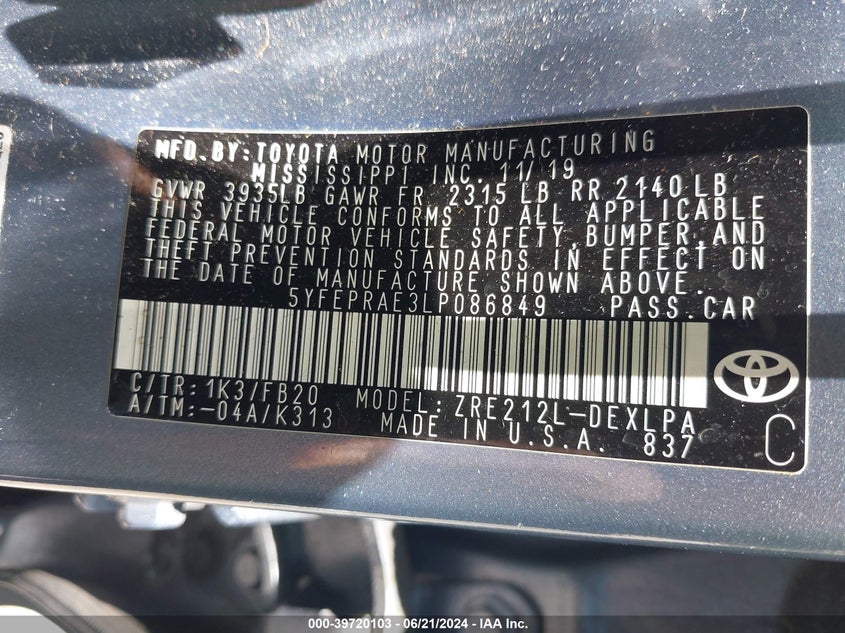 MFD. BY: TOYOTA MOTOR MANUFACTURING
MISSISSIPPI INC. 11/19
GVWR 3935LB GAWR FR 2315 LB RR 2140 LB
THIS VEHICLE CONFORMS TO ALL APPLICABLE
FEDERAL MOTOR VEHICLE SAFETY, BUMPER, AND
THEFT PREVENTION STANDARDS IN EFFECT ON
THE DATE OF MANUFACTURE SHOWN ABOVE.
5YFEPRAE3LP086849 PASS. CAR
C/TR: 1K3/FB20 MODEL: ZRE212L-DEXLPA
A/TM: -04A/K313 MADE IN U.S.A. 837
C
000-39720103 - 06/21/2024 - IAA Inc.